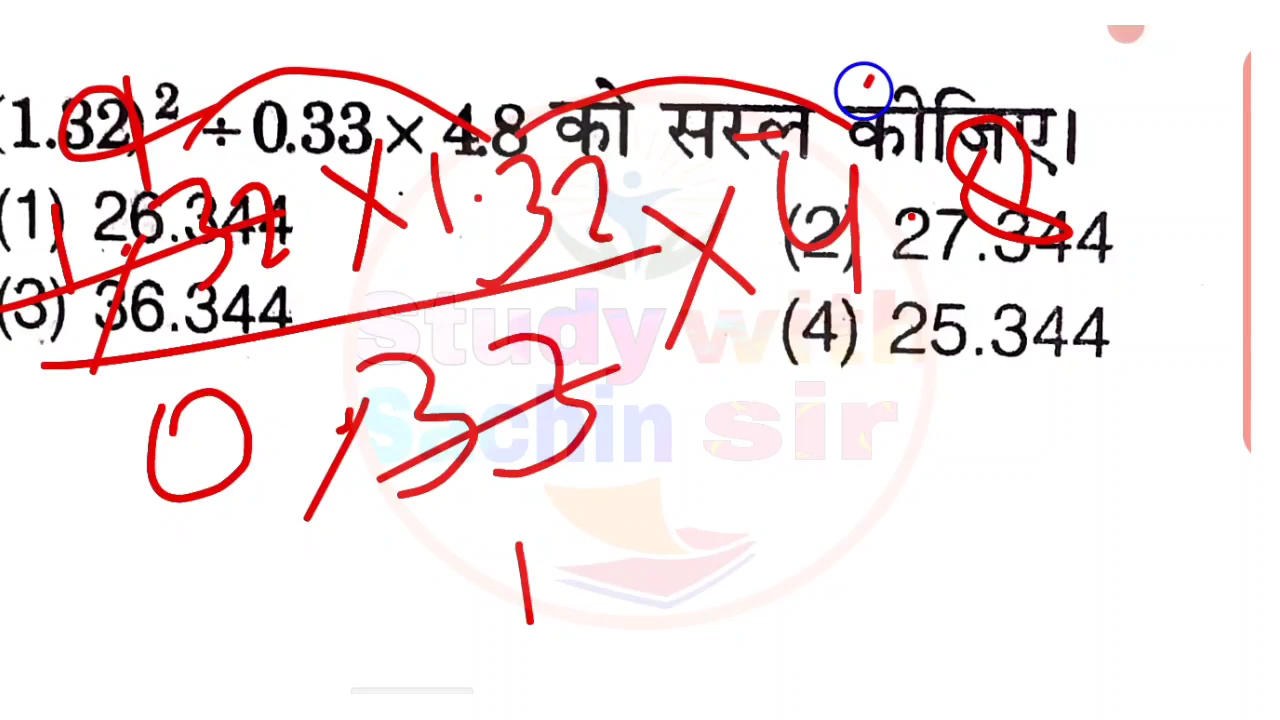 (1.32)² ÷ 0.33 × 4.8 को सरल कीजिए।
(1) 26.344 (2) 27.344
(3) 36.344 (4) 25.344
1.32 × 1.32 × 4.8
0.33
1
Study with
Sachin sir